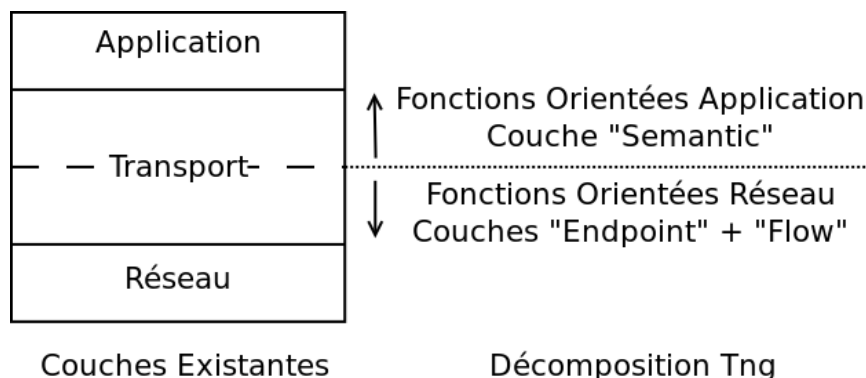 Application
Fonctions Orientées Application
Couche "Semantic"
Transport
Fonctions Orientées Réseau
Couches "Endpoint" + "Flow"
Réseau
Couches Existantes
Décomposition Tng